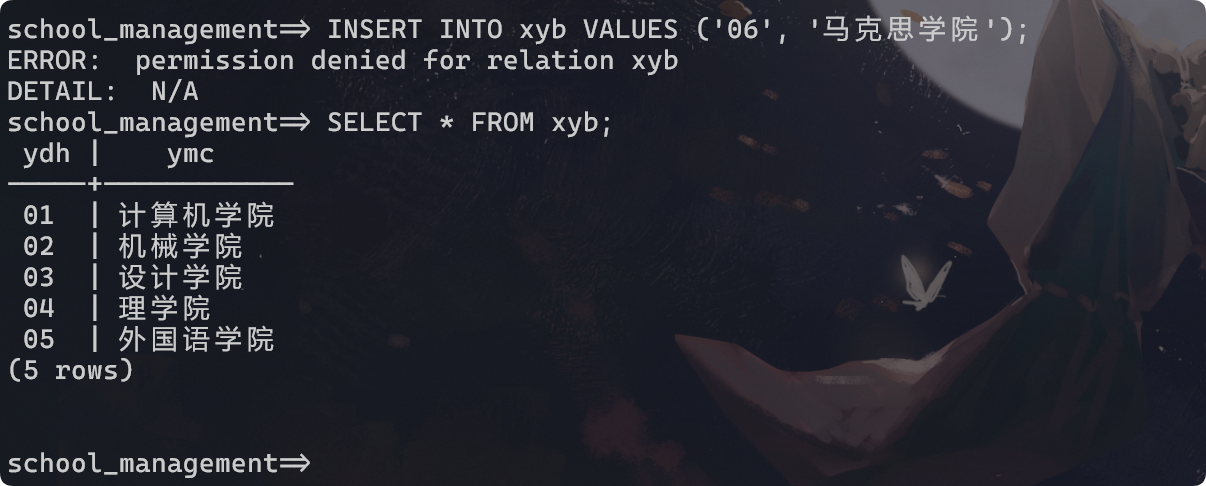 school_management=> INSERT INTO xyb VALUES ('06', '马克思学院');
ERROR:  permission denied for relation xyb
DETAIL:  N/A
school_management=> SELECT * FROM xyb;
 ydh |    ymc
-----+------------
 01  | 计算机学院
 02  | 机械学院
 03  | 设计学院
 04  | 理学院
 05  | 外国语学院
(5 rows)
school_management=>